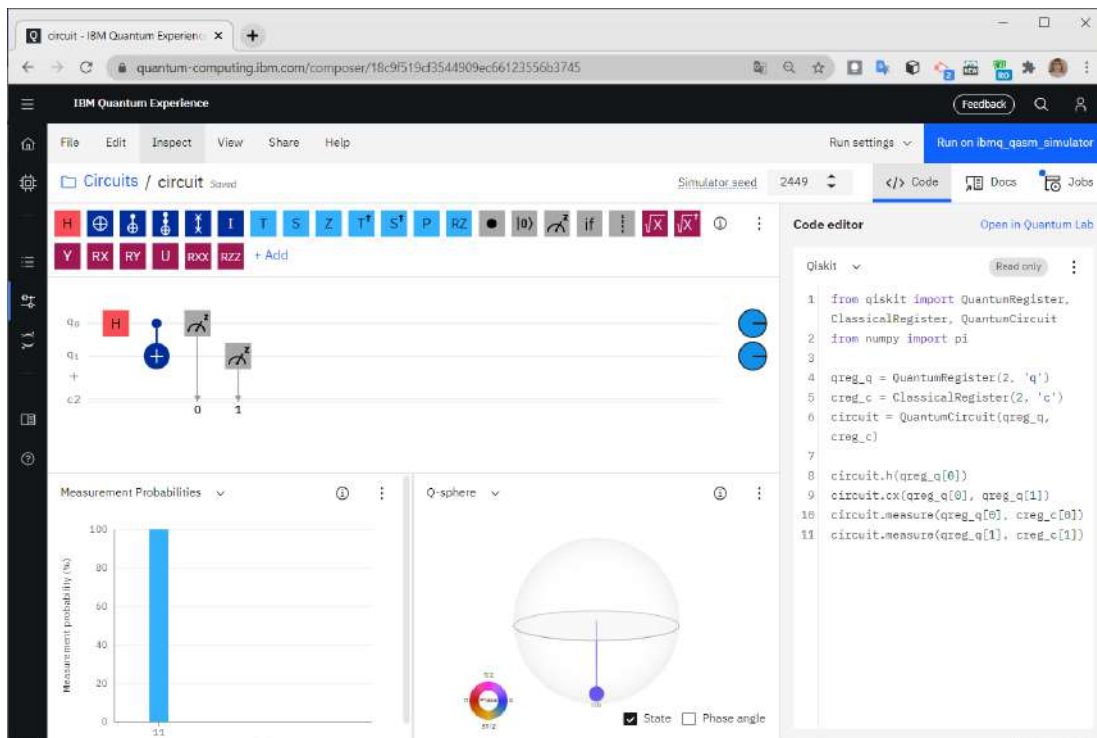 circuit - IBM Quantum Experienc
quantum-computing.ibm.com/composer/18c9f519cf3544909ec66123556b3745
IBM Quantum Experience
Feedback
File Edit Inspect View Share Help
Run settings
Run on ibmq_qasm_simulator
Circuits / circuit Saved
Simulator seed 2449
</> Code Docs Jobs
H I T S Z T† S† P RZ |0⟩ z if √X √X†
Y RX RY U RXX RZZ + Add
q0 H z
q1 z
+
c2
0 1
Code editor
Open in Quantum Lab
Qiskit
Read only
1 from qiskit import QuantumRegister,
ClassicalRegister, QuantumCircuit
2 from numpy import pi
3
4 qreg_q = QuantumRegister(2, 'q')
5 creg_c = ClassicalRegister(2, 'c')
6 circuit = QuantumCircuit(qreg_q,
creg_c)
7
8 circuit.h(qreg_q[0])
9 circuit.cx(qreg_q[0], qreg_q[1])
10 circuit.measure(qreg_q[0], creg_c[0])
11 circuit.measure(qreg_q[1], creg_c[1])
Measurement Probabilities
Measurement probability (%)
100
80
60
40
20
0
11
Q-sphere
State Phase angle